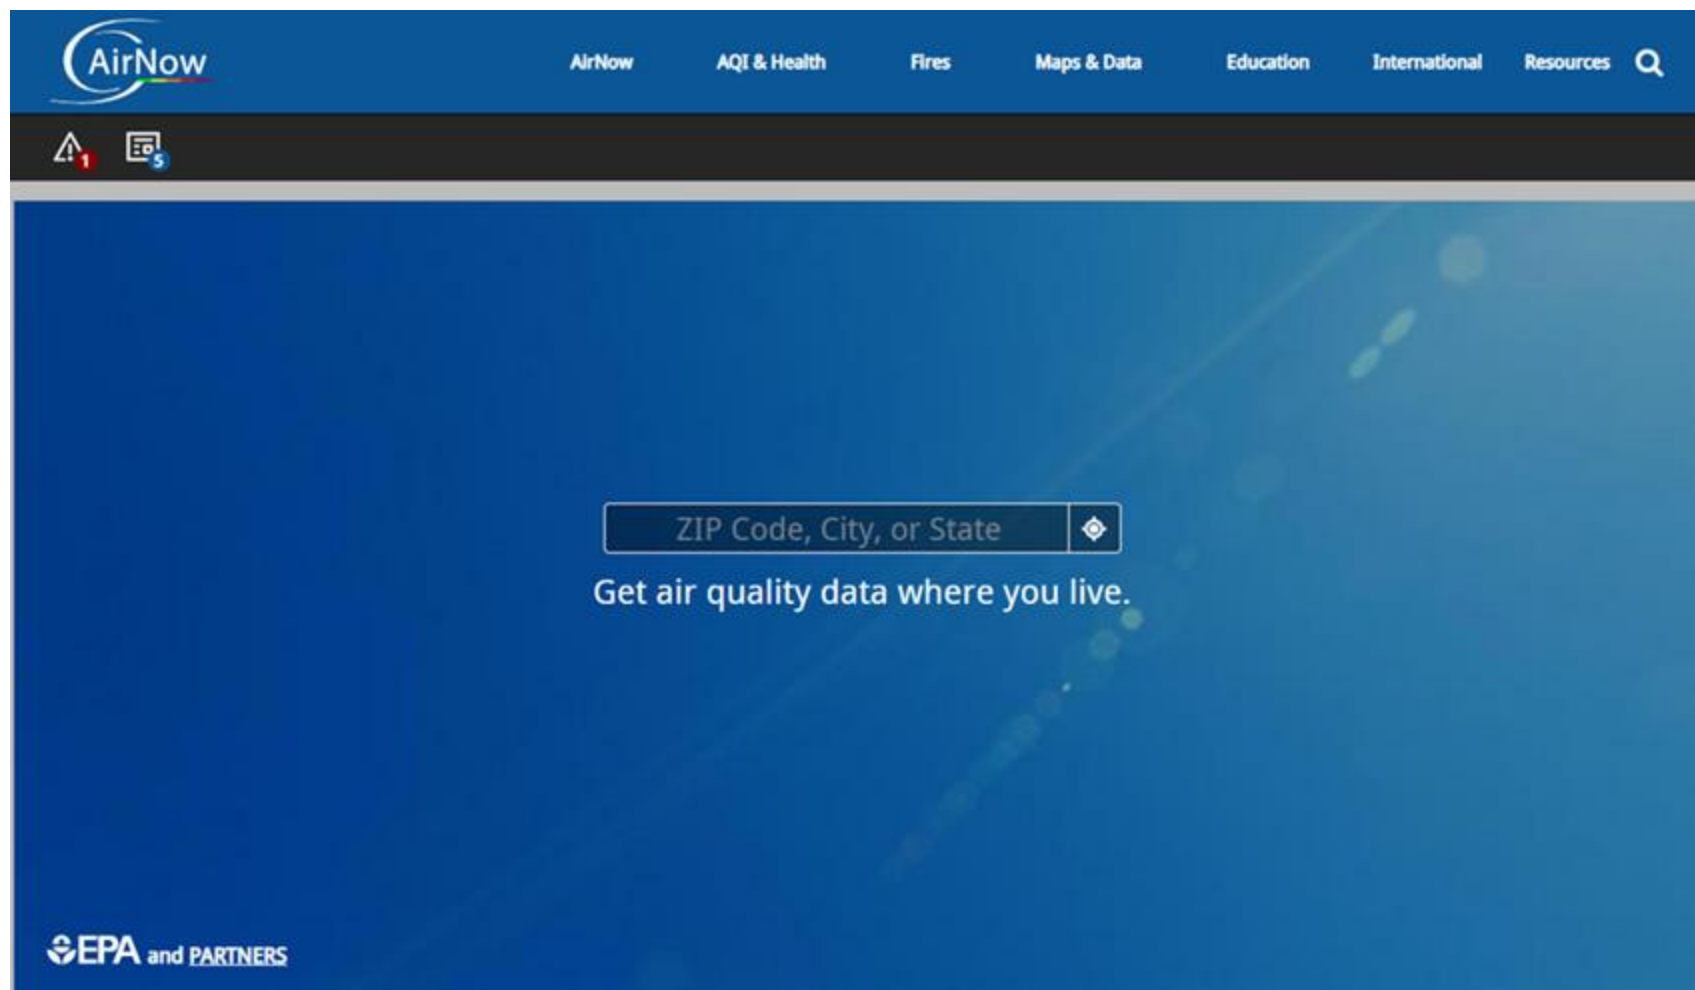 AirNow
AirNow AQI & Health Fires Maps & Data Education International Resources
1 5
ZIP Code, City, or State
Get air quality data where you live.
EPA and PARTNERS